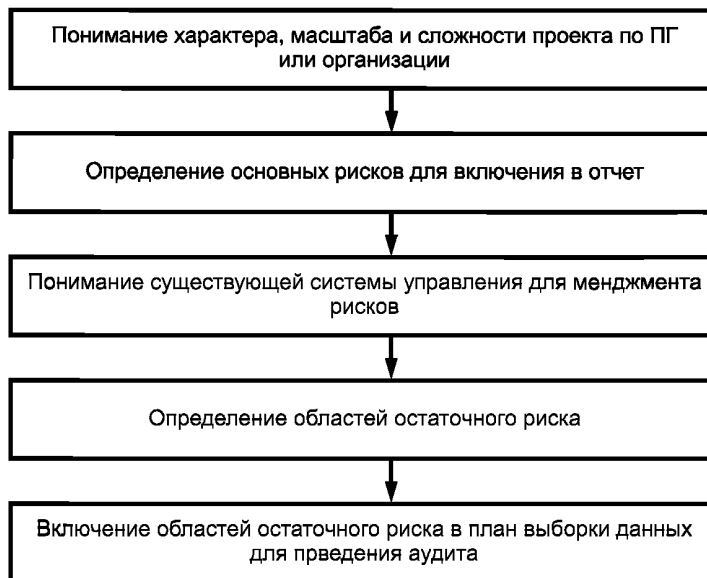 Понимание характера, масштаба и сложности проекта по ПГ
или организации
Определение основных рисков для включения в отчет
Понимание существующей системы управления для менджмента
рисков
Определение областей остаточного риска
Включение областей остаточного риска в план выборки данных
для прведения аудита